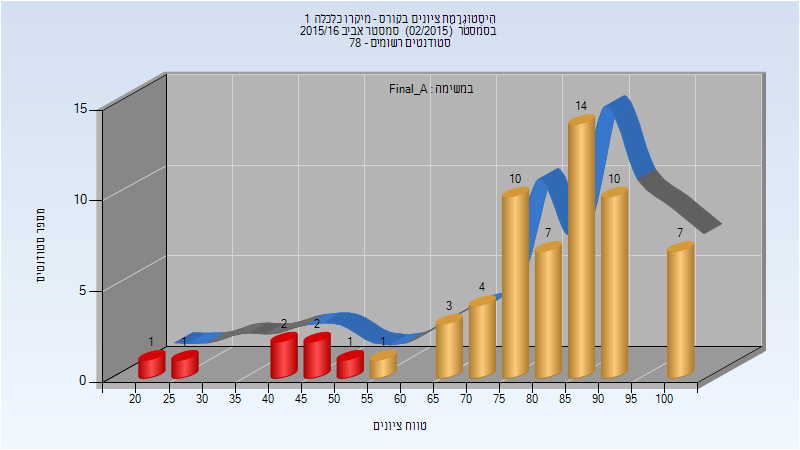 היסטוגרמת ציונים בקורס - מיקרו כלכלה 1
בסמסטר (02/2015) סמסטר אביב 2015/16
סטודנטים רשומים - 78
במשימה : Final_A
מספר סטודנטים
15
10
5
0
1
1
2
2
1
1
3
4
10
7
14
10
7
20 25 30 35 40 45 50 55 60 65 70 75 80 85 90 95 100
טווח ציונים